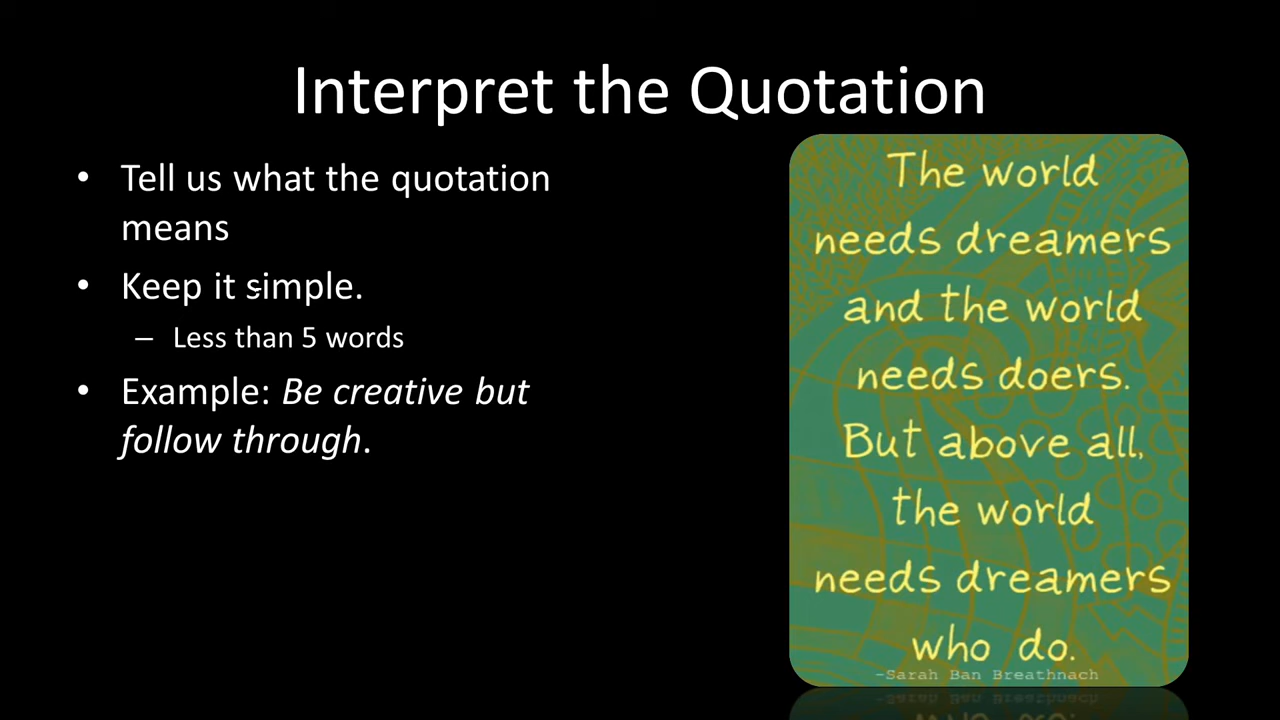 Interpret the Quotation
• Tell us what the quotation
means
• Keep it simple.
– Less than 5 words
• Example: Be creative but
follow through.
The world
needs dreamers
and the world
needs doers.
But above all,
the world
needs dreamers
who do.
-Sarah Ban Breathnach